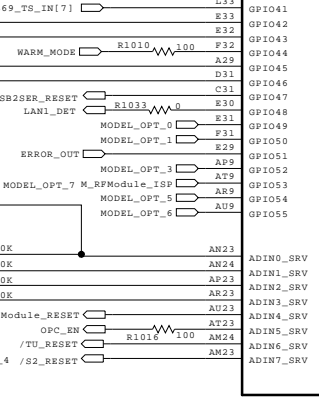 69_TS_IN[7] L33 GPIO41
E33 GPIO42
E32 GPIO43
WARM_MODE R1010 100 F32 GPIO44
A29 GPIO45
D31 GPIO46
SB2SER_RESET C31 GPIO47
LAN1_DET R1033 0 E30 GPIO48
MODEL_OPT_0 E31 GPIO49
MODEL_OPT_1 F31 GPIO50
ERROR_OUT E29 GPIO51
MODEL_OPT_3 AP9 GPIO52
MODEL_OPT_7 M_RFModule_ISP AT9 GPIO53
MODEL_OPT_5 AR9 GPIO54
MODEL_OPT_6 AU9 GPIO55
0K AN23 ADIN0_SRV
0K AN24 ADIN1_SRV
0K AP23 ADIN2_SRV
0K AR23 ADIN3_SRV
Module_RESET AU23 ADIN4_SRV
OPC_EN R1016 100 AT23 ADIN5_SRV
/TU_RESET AM24 ADIN6_SRV
_4 /S2_RESET AM23 ADIN7_SRV